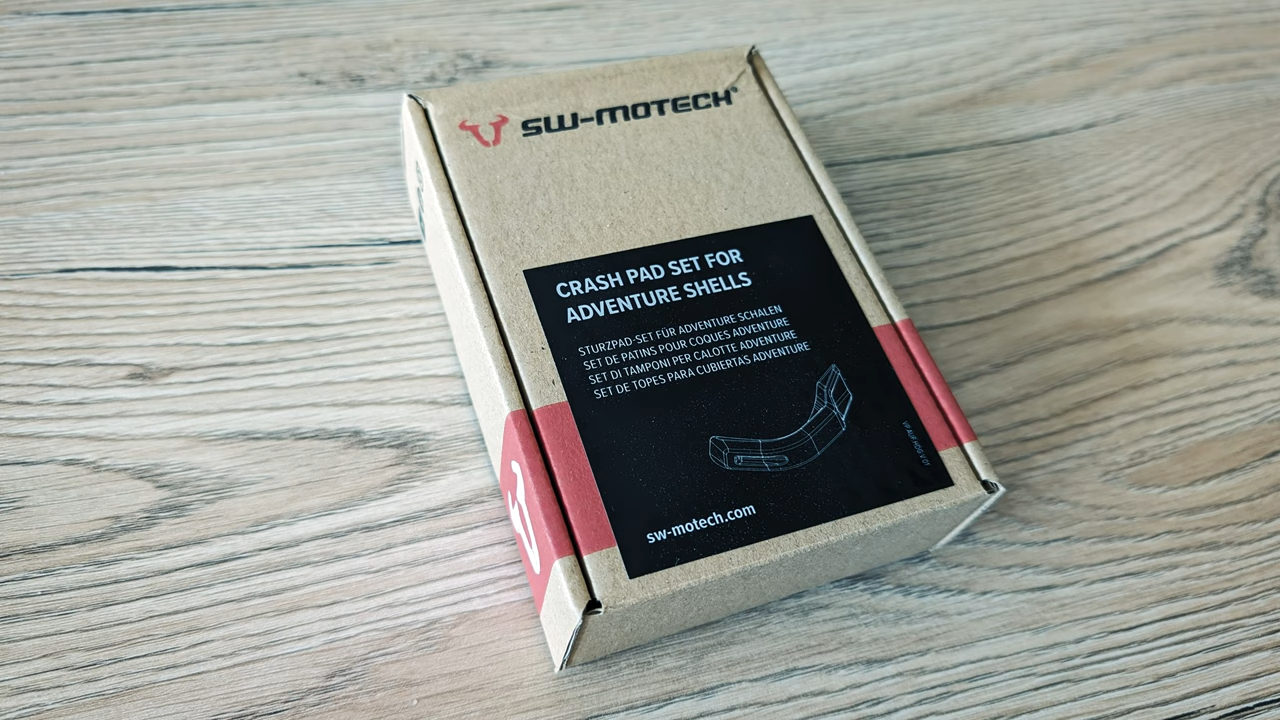 SW-MOTECH®
CRASH PAD SET FOR
ADVENTURE SHELLS
STURZPAD-SET FÜR ADVENTURE SCHALEN
SET DE PATINS POUR COQUES ADVENTURE
SET DI TAMPONI PER CALOTTE ADVENTURE
SET DE TOPES PARA CUBIERTAS ADVENTURE
sw-motech.com